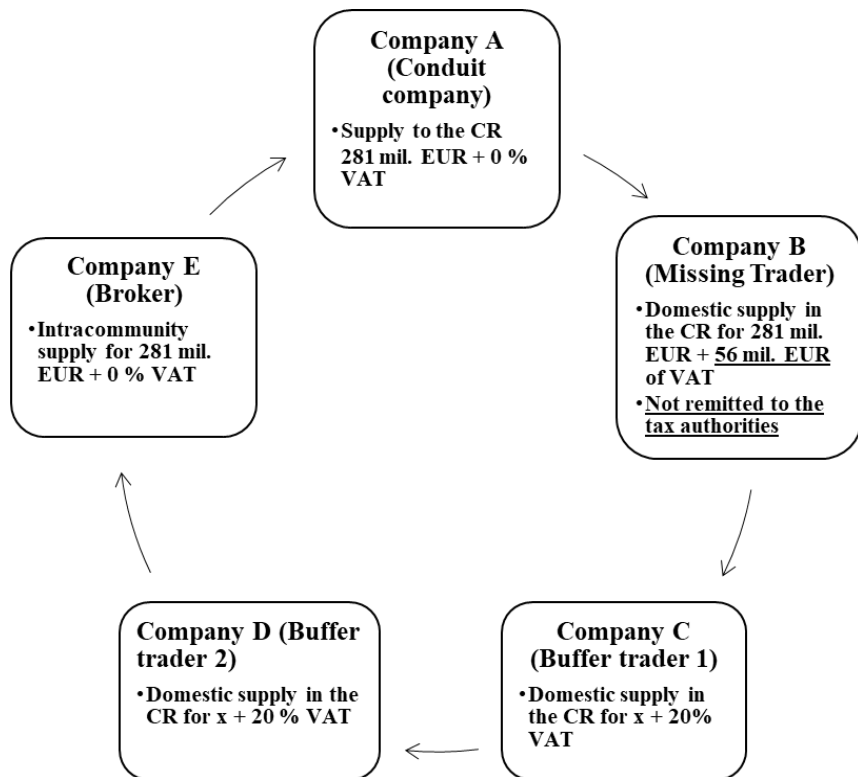 Company A
(Conduit
company)
•Supply to the CR
281 mil. EUR + 0 %
VAT
Company B
(Missing Trader)
•Domestic supply in
the CR for 281 mil.
EUR + 56 mil. EUR
of VAT
•Not remitted to the
tax authorities
Company C
(Buffer trader 1)
•Domestic supply in
the CR for x + 20%
VAT
Company D (Buffer
trader 2)
•Domestic supply in the
CR for x + 20 % VAT
Company E
(Broker)
•Intracommunity
supply for 281 mil.
EUR + 0 % VAT